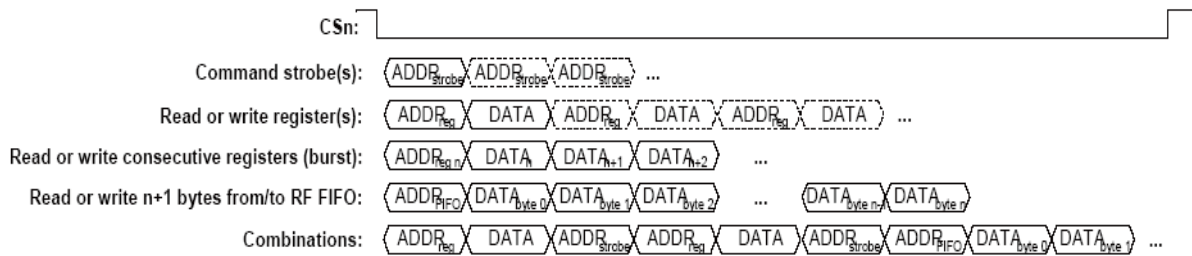 CSn:
Command strobe(s): ADDRstrobe ADDRstrobe ADDRstrobe ...
Read or write register(s): ADDRreg DATA ADDRreg DATA ADDRreg DATA ...
Read or write consecutive registers (burst): ADDRreg n DATAn DATAn+1 DATAn+2 ...
Read or write n+1 bytes from/to RF FIFO: ADDRFIFO DATAbyte 0 DATAbyte 1 DATAbyte 2 ... DATAbyte n- DATAbyte n
Combinations: ADDRreg DATA ADDRstrobe ADDRreg DATA ADDRstrobe ADDRFIFO DATAbyte 0 DATAbyte 1 ...